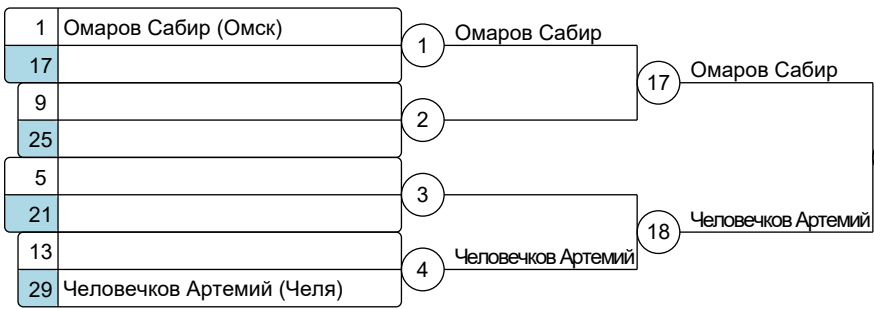 1 Омаров Сабир (Омск)
17
9
25
5
21
13
29 Человечков Артемий (Челя)
1 Омаров Сабир
2
3
4 Человечков Артемий
17 Омаров Сабир
18 Человечков Артемий